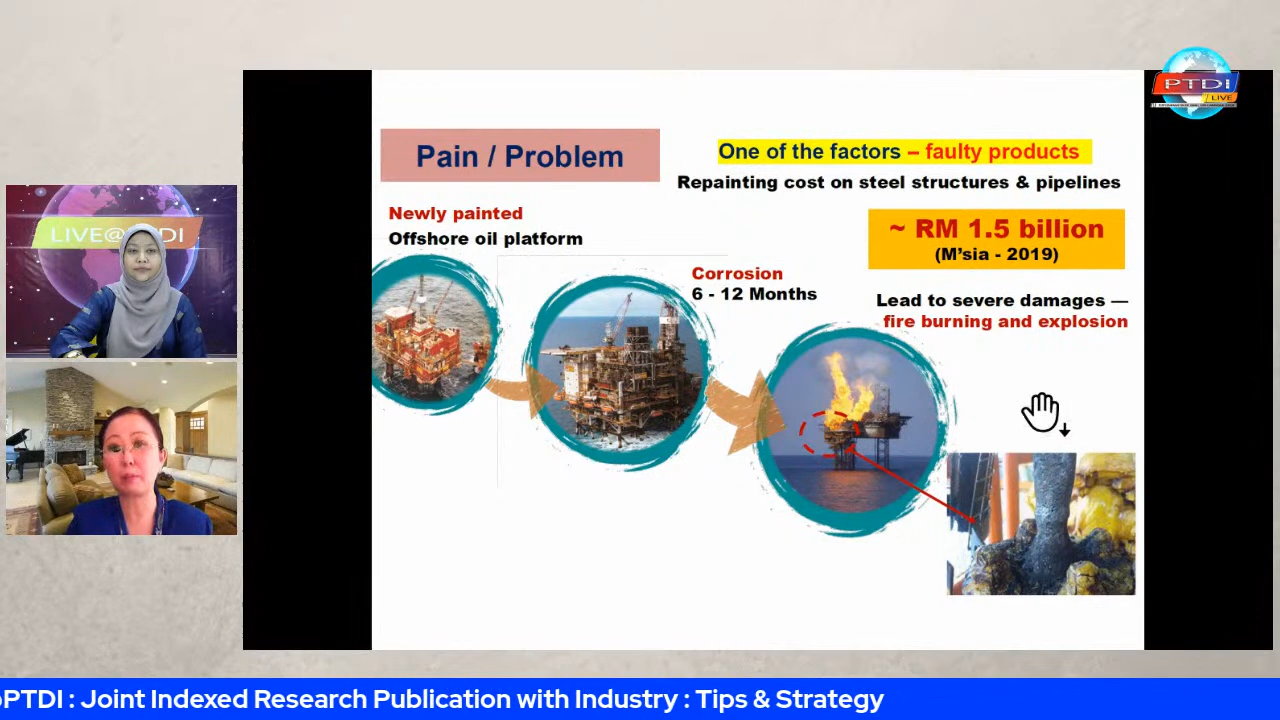 PTDI
LIVE
Pain / Problem
One of the factors – faulty products
Repainting cost on steel structures & pipelines
Newly painted
Offshore oil platform
~ RM 1.5 billion
(M’sia - 2019)
Corrosion
6 - 12 Months
Lead to severe damages —
fire burning and explosion
LIVE@PTDI
PTDI : Joint Indexed Research Publication with Industry : Tips & Strategy